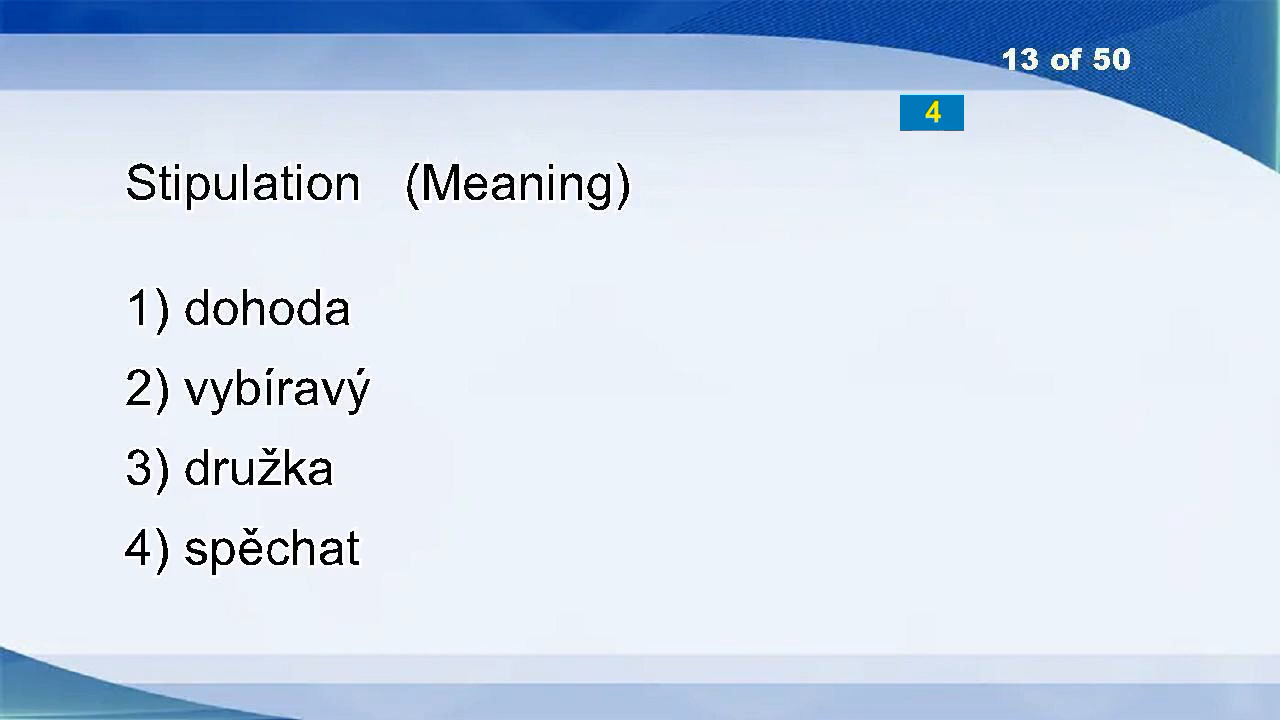 13 of 50
4
Stipulation (Meaning)
1) dohoda
2) vybíravý
3) družka
4) spěchat